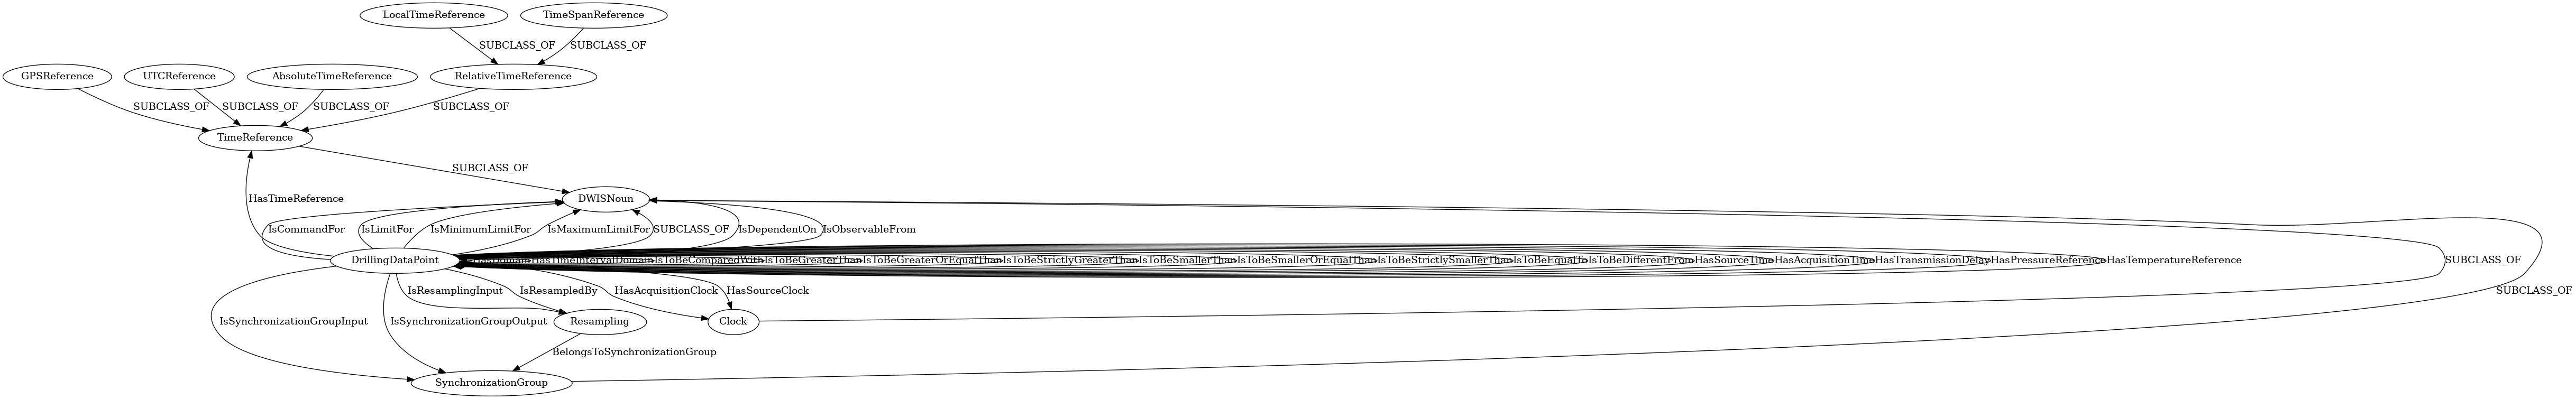 LocalTimeReference
TimeSpanReference
SUBCLASS_OF
SUBCLASS_OF
GPSReference
UTCReference
AbsoluteTimeReference
RelativeTimeReference
SUBCLASS_OF
SUBCLASS_OF
SUBCLASS_OF
SUBCLASS_OF
TimeReference
SUBCLASS_OF
HasTimeReference
DWISNoun
IsCommandFor
IsLimitFor
IsMinimumLimitFor
IsMaximumLimitFor
SUBCLASS_OF
IsDependentOn
IsObservableFrom
DrillingDataPoint
HasDomain
HasTimeIntervalDomain
IsToBeComparedWith
IsToBeGreaterThan
IsToBeGreaterOrEqualThan
IsToBeStrictlyGreaterThan
IsToBeSmallerThan
IsToBeSmallerOrEqualThan
IsToBeStrictlySmallerThan
IsToBeEqualTo
IsToBeDifferentFrom
HasSourceTime
HasAcquisitionTime
HasTransmissionDelay
HasPressureReference
HasTemperatureReference
SUBCLASS_OF
IsResamplingInput
IsResampledBy
HasAcquisitionClock
HasSourceClock
SUBCLASS_OF
IsSynchronizationGroupInput
IsSynchronizationGroupOutput
Resampling
Clock
BelongsToSynchronizationGroup
SynchronizationGroup